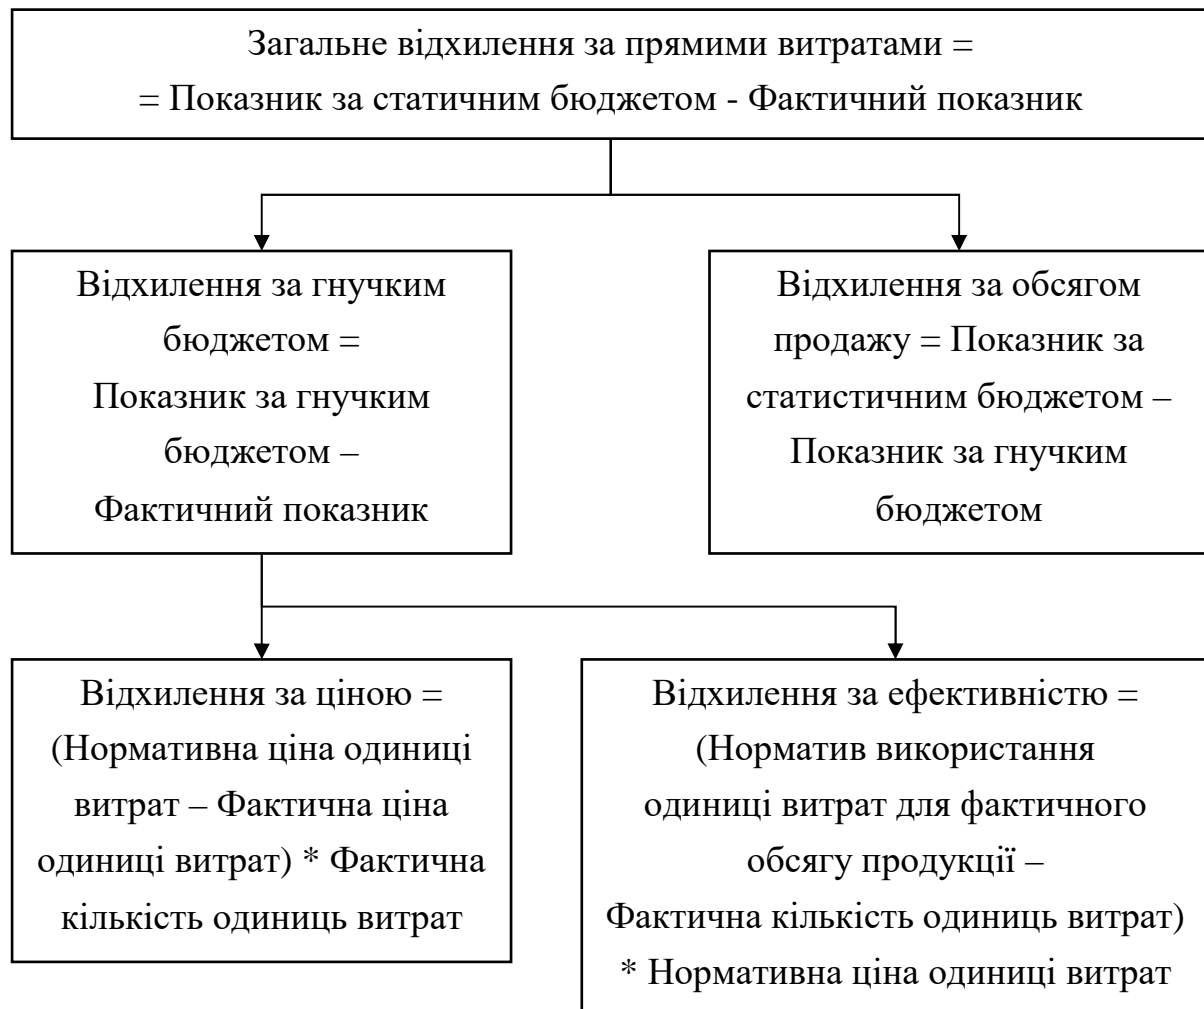 Загальне відхилення за прямими витратами =
= Показник за статичним бюджетом - Фактичний показник
Відхилення за гнучким
бюджетом =
Показник за гнучким
бюджетом –
Фактичний показник
Відхилення за обсягом
продажу = Показник за
статистичним бюджетом –
Показник за гнучким
бюджетом
Відхилення за ціною =
(Нормативна ціна одиниці
витрат – Фактична ціна
одиниці витрат) * Фактична
кількість одиниць витрат
Відхилення за ефективністю =
(Норматив використання
одиниці витрат для фактичного
обсягу продукції –
Фактична кількість одиниць витрат)
* Нормативна ціна одиниці витрат